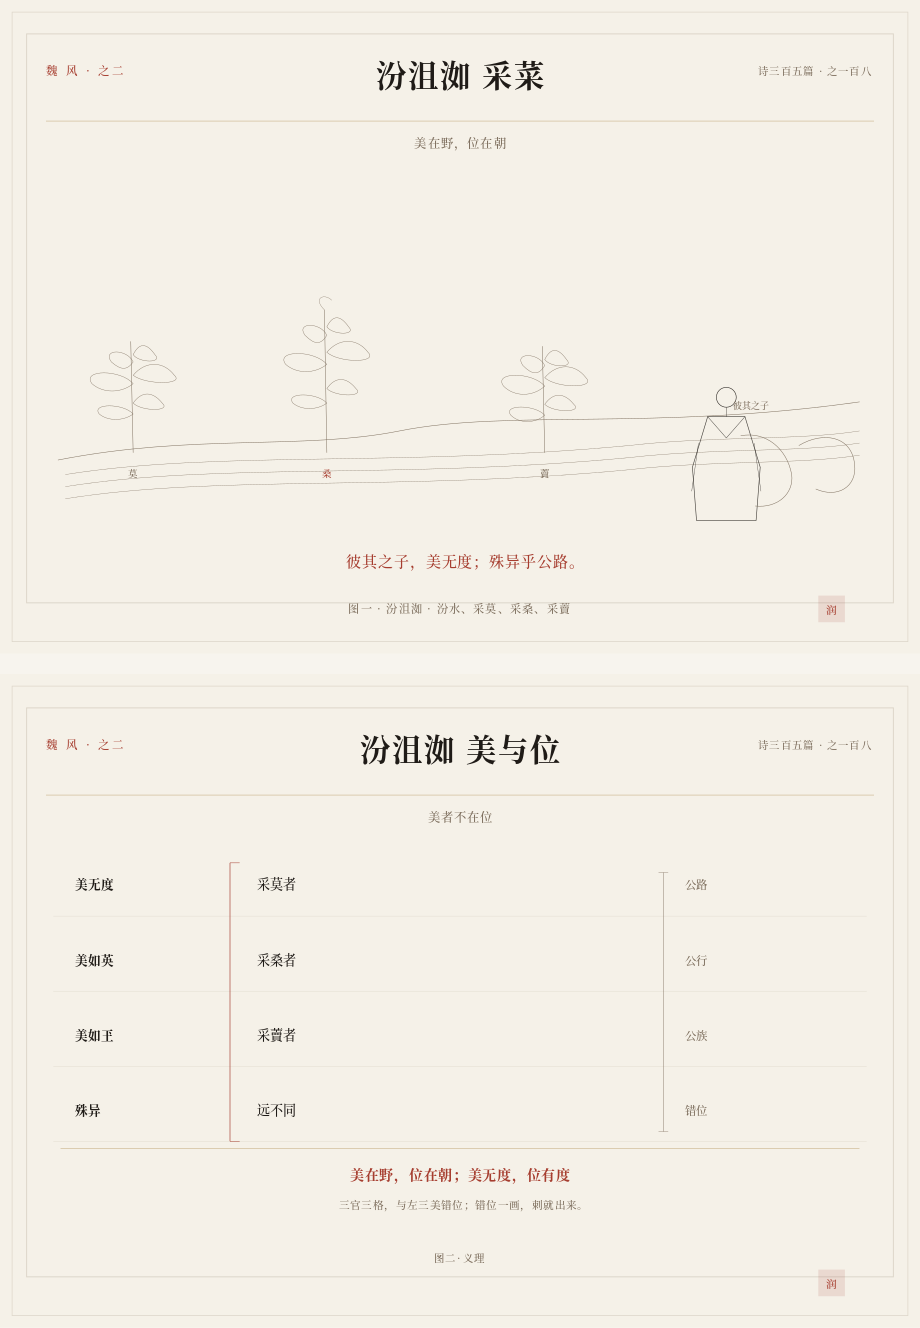 魏 风 · 之二
汾沮洳 采菜
诗三百五篇 · 之一百八
美在野，位在朝
彼其之子
莫
桑
藚
彼其之子，美无度；殊异乎公路。
图一 · 汾沮洳 · 汾水、采莫、采桑、采藚
润
魏 风 · 之二
汾沮洳 美与位
诗三百五篇 · 之一百八
美者不在位
美无度 采莫者 公路
美如英 采桑者 公行
美如玉 采藚者 公族
殊异 远不同 错位
美在野，位在朝；美无度，位有度
三官三格，与左三美错位；错位一画，刺就出来。
图二 · 义理
润